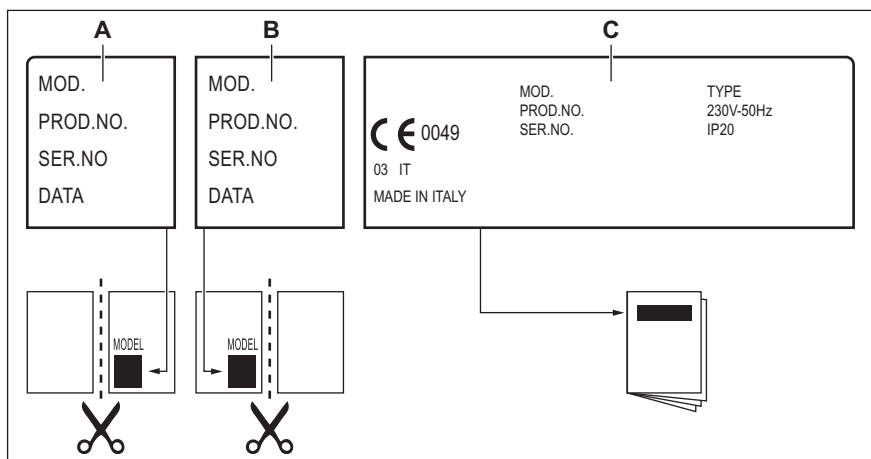 A
B
C
MOD.
PROD.NO.
SER.NO
DATA
MOD.
PROD.NO.
SER.NO
DATA
MOD.
PROD.NO.
SER.NO.
TYPE
230V-50Hz
IP20
CE 0049
03 IT
MADE IN ITALY
MODEL
MODEL